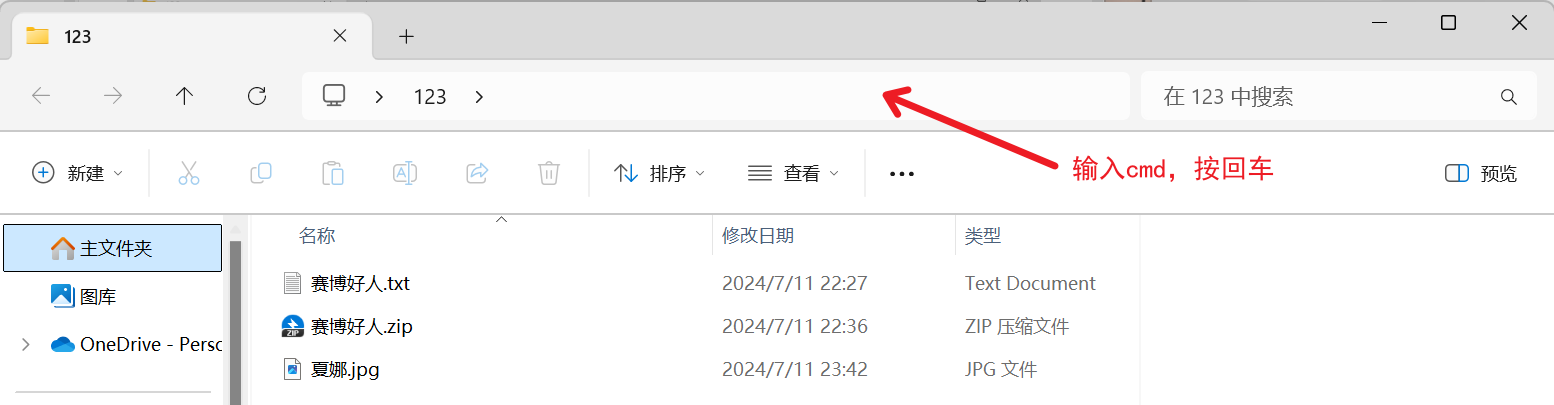 123
123
在 123 中搜索
新建
排序
查看
输入cmd，按回车
预览
主文件夹
图库
OneDrive - Persc
名称
修改日期
类型
赛博好人.txt
2024/7/11 22:27
Text Document
赛博好人.zip
2024/7/11 22:36
ZIP 压缩文件
夏娜.jpg
2024/7/11 23:42
JPG 文件